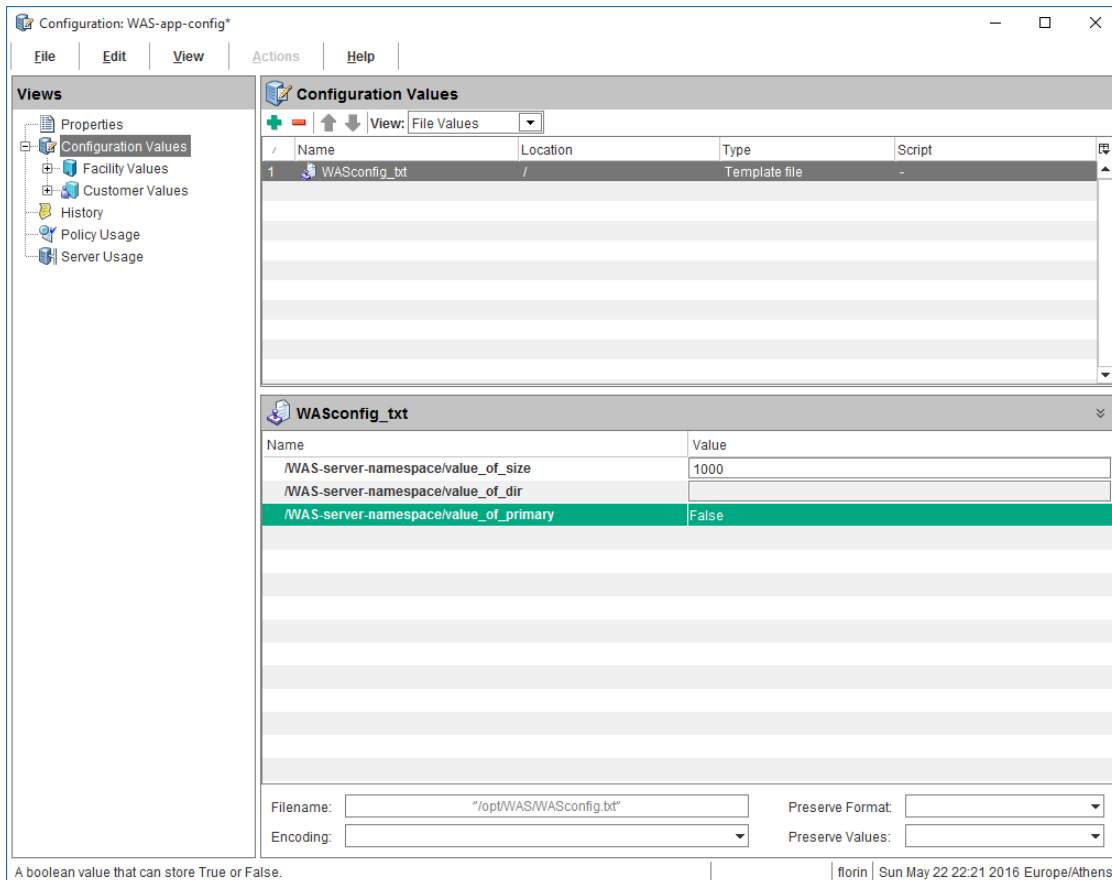 Configuration: WAS-app-config*
File Edit View Actions Help
Views
Properties
Configuration Values
Facility Values
Customer Values
History
Policy Usage
Server Usage
Configuration Values
View: File Values
/ Name Location Type Script
1 WASconfig_txt / Template file -
WASconfig_txt
Name Value
/WAS-server-namespace/value_of_size 1000
/WAS-server-namespace/value_of_dir
/WAS-server-namespace/value_of_primary False
Filename: "/opt/WAS/WASconfig.txt" Preserve Format:
Encoding: Preserve Values:
A boolean value that can store True or False. florin Sun May 22 22:21 2016 Europe/Athens